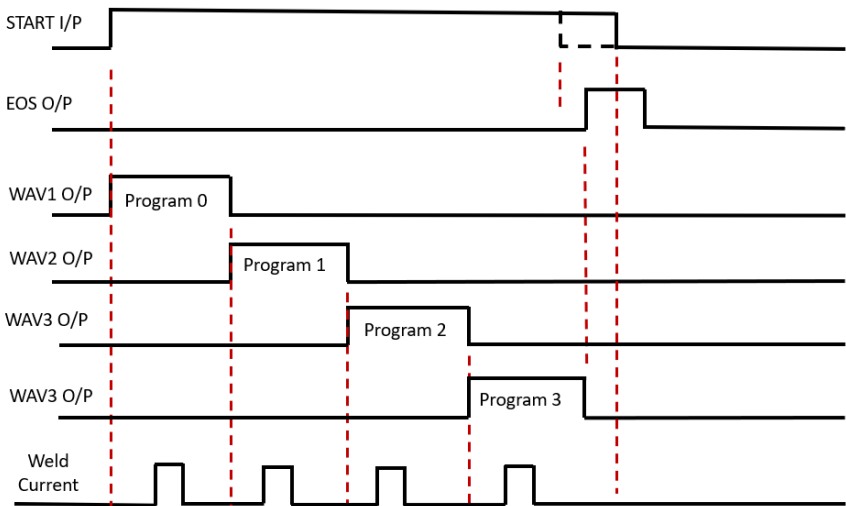 START I/P
EOS O/P
WAV1 O/P
Program 0
WAV2 O/P
Program 1
WAV3 O/P
Program 2
WAV3 O/P
Program 3
Weld
Current